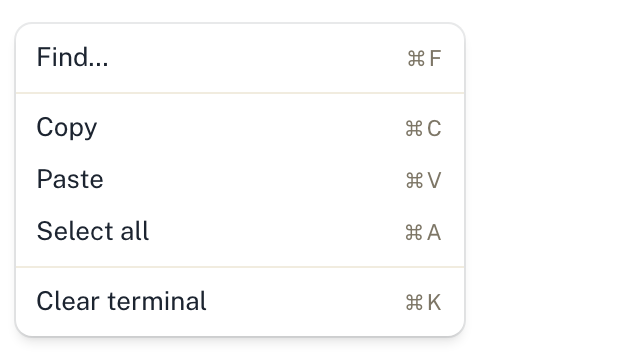 Find... ⌘F
Copy ⌘C
Paste ⌘V
Select all ⌘A
Clear terminal ⌘K